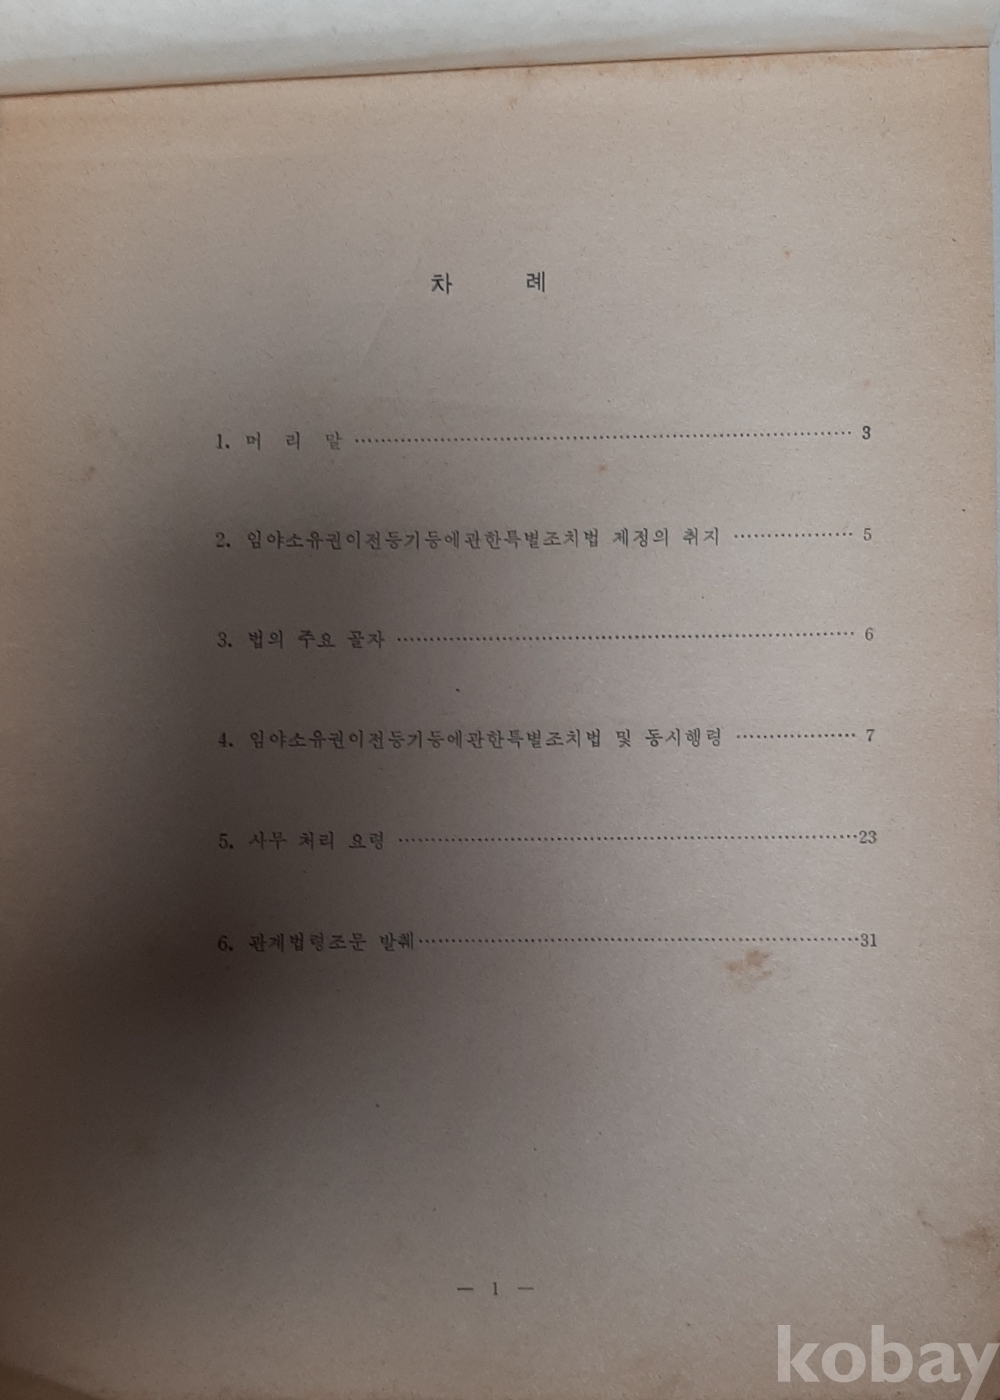 차 례
1. 머 리 말 ………………………………………………………………… 3
2. 임야소유권이전등기등에관한특별조치법 제정의 취지 ……………… 5
3. 법의 주요 골자 ………………………………………………………… 6
4. 임야소유권이전등기등에관한특별조치법 및 동시행령 ……………… 7
5. 사무 처리 요령 …………………………………………………………23
6. 관계법령조문 발췌………………………………………………………31
— 1 —
kobay